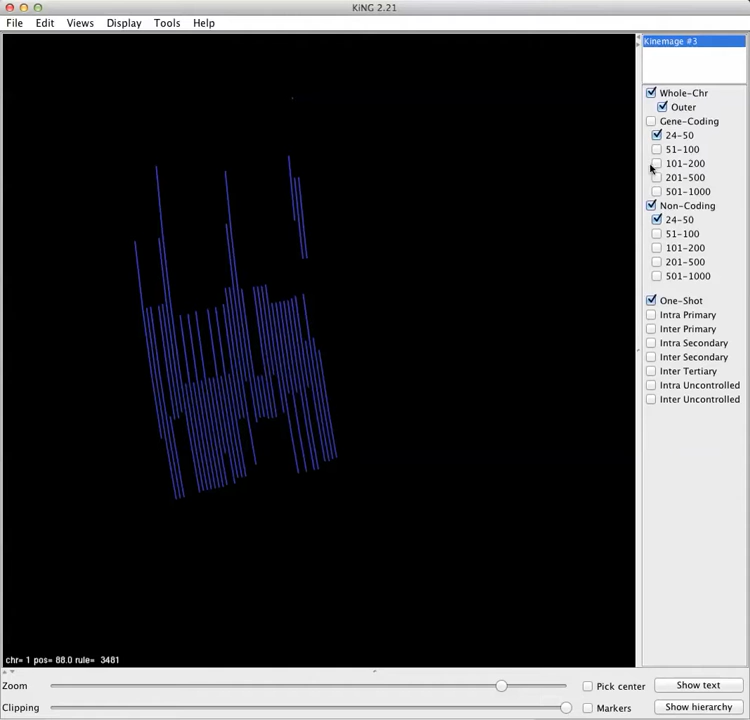 KiNG 2.21
File Edit Views Display Tools Help
Kinemage #3
Whole-Chr
Outer
Gene-Coding
24-50
51-100
101-200
201-500
501-1000
Non-Coding
24-50
51-100
101-200
201-500
501-1000
One-Shot
Intra Primary
Inter Primary
Intra Secondary
Inter Secondary
Inter Tertiary
Intra Uncontrolled
Inter Uncontrolled
chr= 1 pos= 88.0 rule= 3481
Zoom Pick center Show text
Clipping Markers Show hierarchy